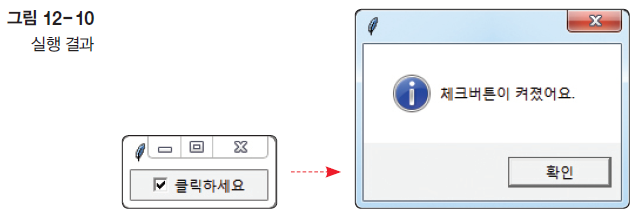 그림 12-10
실행 결과
체크버튼이 켜졌어요.
확인
클릭하세요